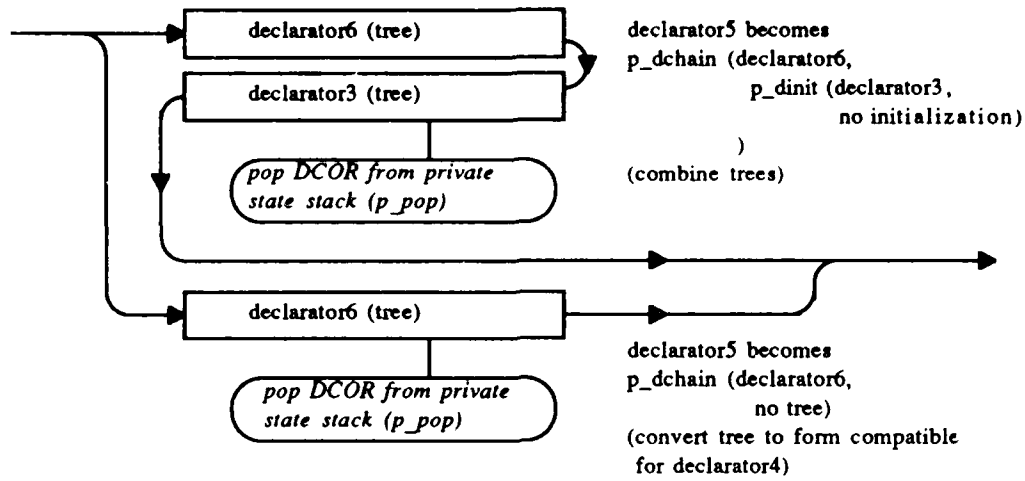 declarator6 (tree)
declarator3 (tree)
pop DCOR from private
state stack (p_pop)
declarator5 becomes
p_dchain (declarator6,
p_dinit (declarator3,
no initialization)
)
(combine trees)
declarator6 (tree)
pop DCOR from private
state stack (p_pop)
declarator5 becomes
p_dchain (declarator6,
no tree)
(convert tree to form compatible
for declarator4)